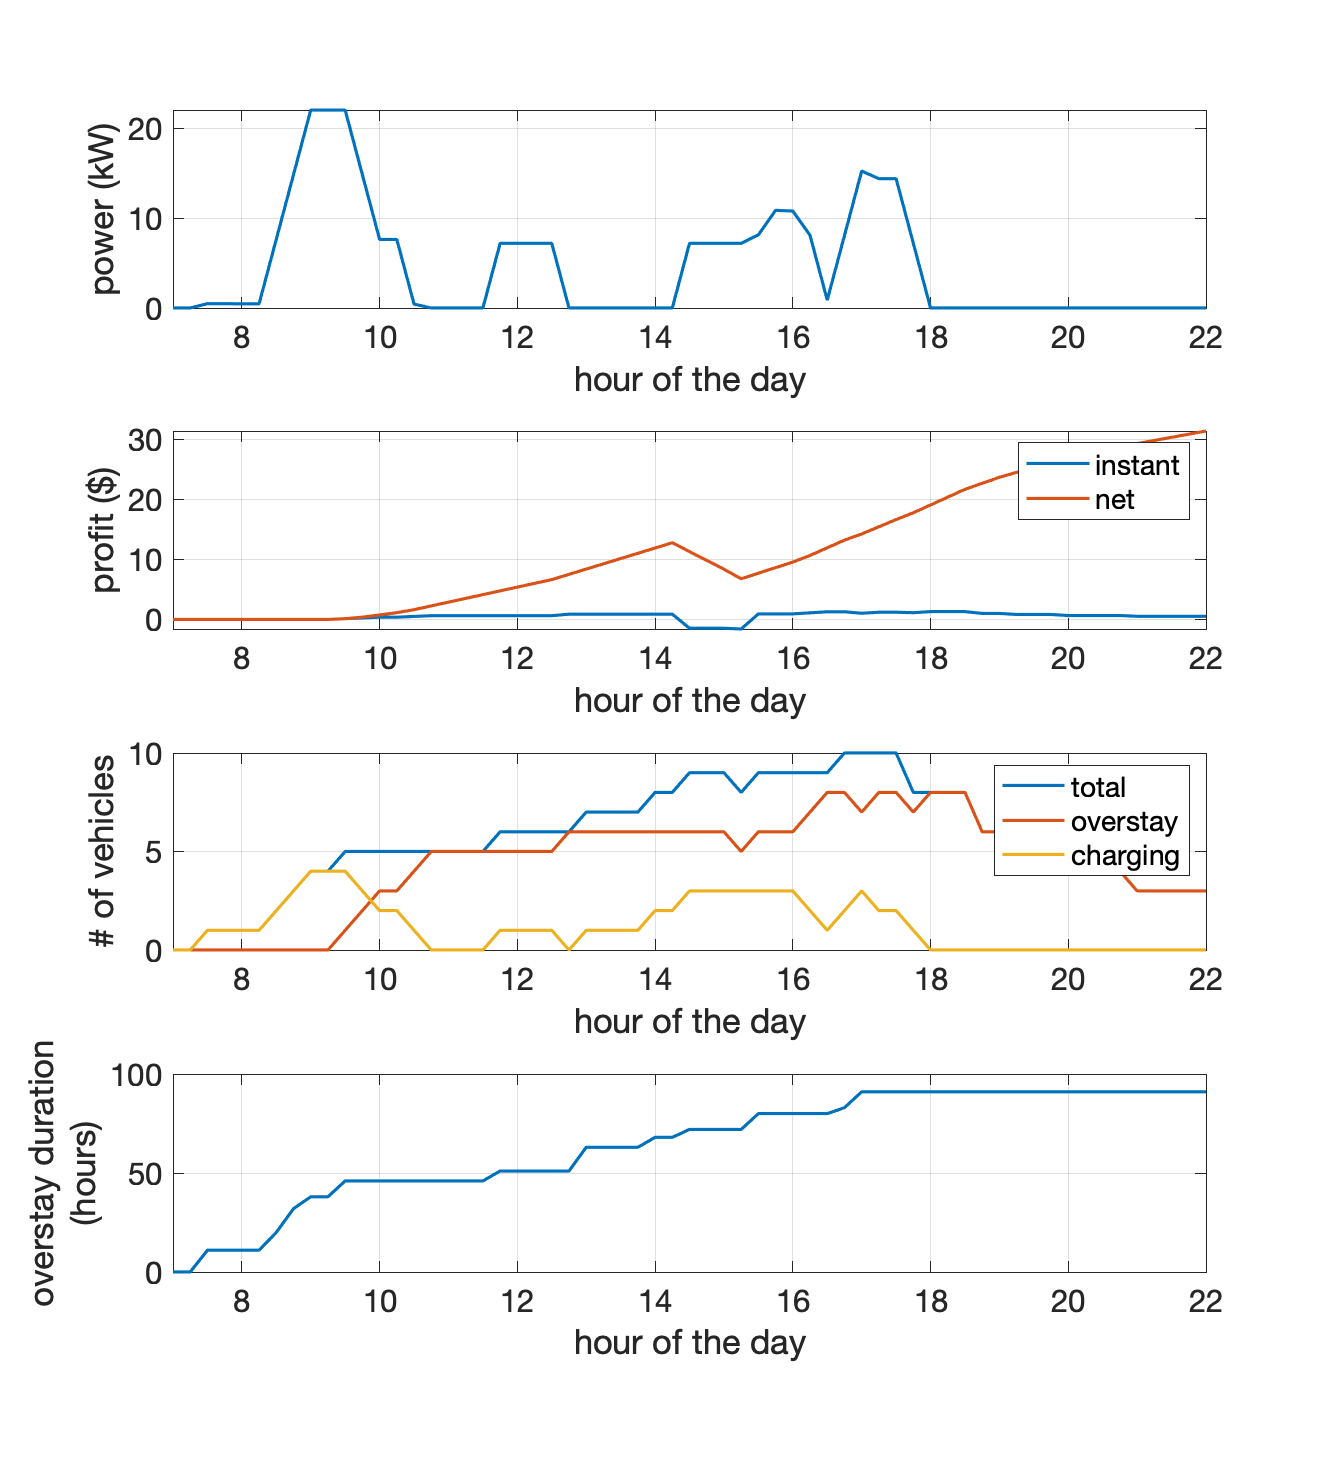 power (kW)
20
10
0
8 10 12 14 16 18 20 22
hour of the day
profit ($)
30
20
10
0
instant
net
8 10 12 14 16 18 20 22
hour of the day
# of vehicles
10
5
0
total
overstay
charging
8 10 12 14 16 18 20 22
hour of the day
overstay duration
(hours)
100
50
0
8 10 12 14 16 18 20 22
hour of the day